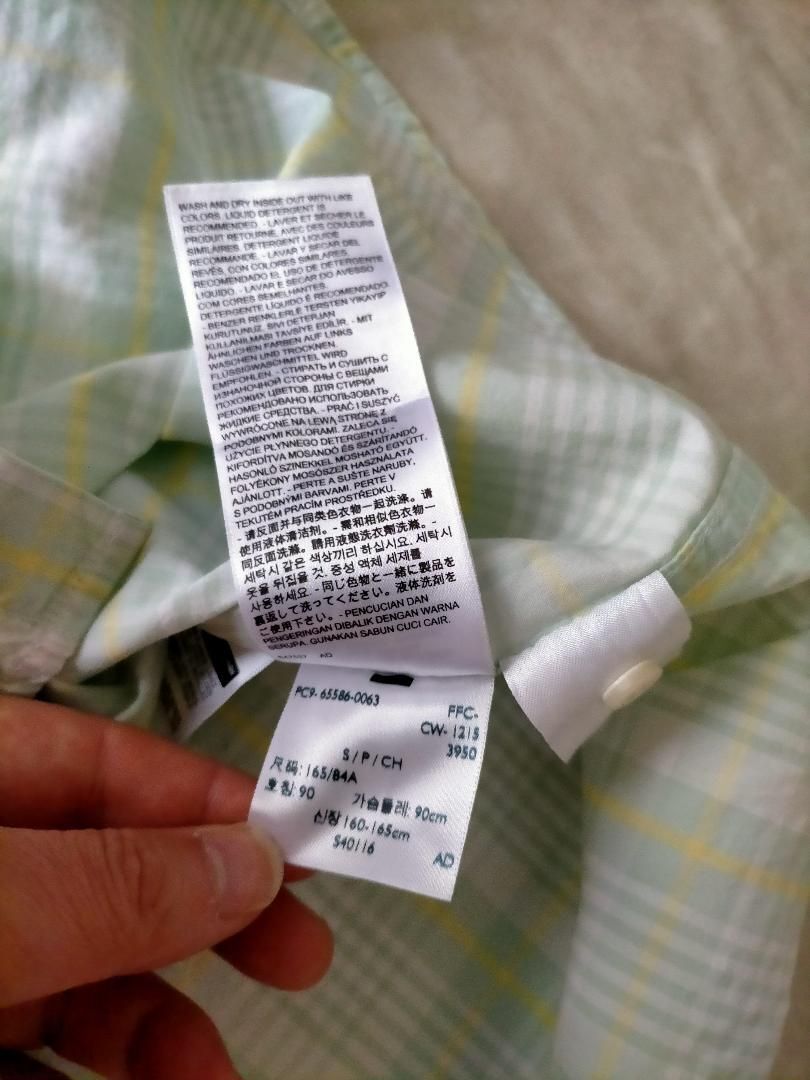 WASH AND DRY INSIDE OUT WITH LIKE
COLORS. LIQUID DETERGENT IS
RECOMMENDED. - LAVER ET SÉCHER LE
PRODUIT RETOURNÉ, AVEC DES COULEURS
SIMILAIRES. DETERGENT LIQUIDE
RECOMMANDÉ. - LAVAR Y SECAR DEL
REVÉS, CON COLORES SIMILARES.
RECOMENDADO EL USO DE DETERGENTE
LÍQUIDO. - LAVAR E SECAR DO AVESSO
COM CORES SEMELHANTES.
DETERGENTE LÍQUIDO É RECOMENDADO.
- BENZER RENKLERLE TERSTEN YIKAYIP
KURUTUNUZ. SIVI DETERJAN
KULLANILMASI TAVSİYE EDİLİR. - MIT
ÄHNLICHEN FARBEN AUF LINKS
WASCHEN UND TROCKNEN.
FLÜSSIGWASCHMITTEL WIRD
EMPFOHLEN. - СТИРАТЬ И СУШИТЬ С
ИЗНАНОЧНОЙ СТОРОНЫ С ВЕЩАМИ
ПОХОЖИХ ЦВЕТОВ. ДЛЯ СТИРКИ
РЕКОМЕНДОВАНО ИСПОЛЬЗОВАТЬ
ЖИДКИЕ СРЕДСТВА. - PRAĆ I SUSZYĆ
WYWRÓCONE NA LEWĄ STRONĘ Z
PODOBNYMI KOLORAMI. ZALECA SIĘ
UŻYCIE PŁYNNEGO DETERGENTU. -
KIFORDÍTVA MOSANDÓ ÉS SZÁRÍTANDÓ
HASONLÓ SZINEKKEL MOSHATÓ EGYÜTT.
FOLYÉKONY MOSÓSZER HASZNÁLATA
AJÁNLOTT. - PERTE A SUŠTE NARUBY,
S PODOBNÝMI BARVAMI. PERTE V
TEKUTÉM PRACÍM PROSTŘEDKU.
- 请反面并与同类色衣物一起洗涤。请
使用液体清洁剂。- 需和相似色衣物一
同反面洗滌。請用液態洗衣劑洗滌。-
세탁시 같은 색상끼리 하십시요. 세탁시
옷을 뒤집을 것. 중성 액체 세제를
사용하세요. - 同じ色物と一緒に製品を
裏返して洗ってください。液体洗剤を
ご使用下さい。- PENCUCIAN DAN
PENGERINGAN DIBALIK DENGAN WARNA
SERUPA. GUNAKAN SABUN CUCI CAIR.
AD
PC9-65586-0063
FFC-
CW-1215
3950
S/P/CH
尺码:165/84A
호칭:90 가슴둘레: 90cm
신장 160-165cm
S40116
AD